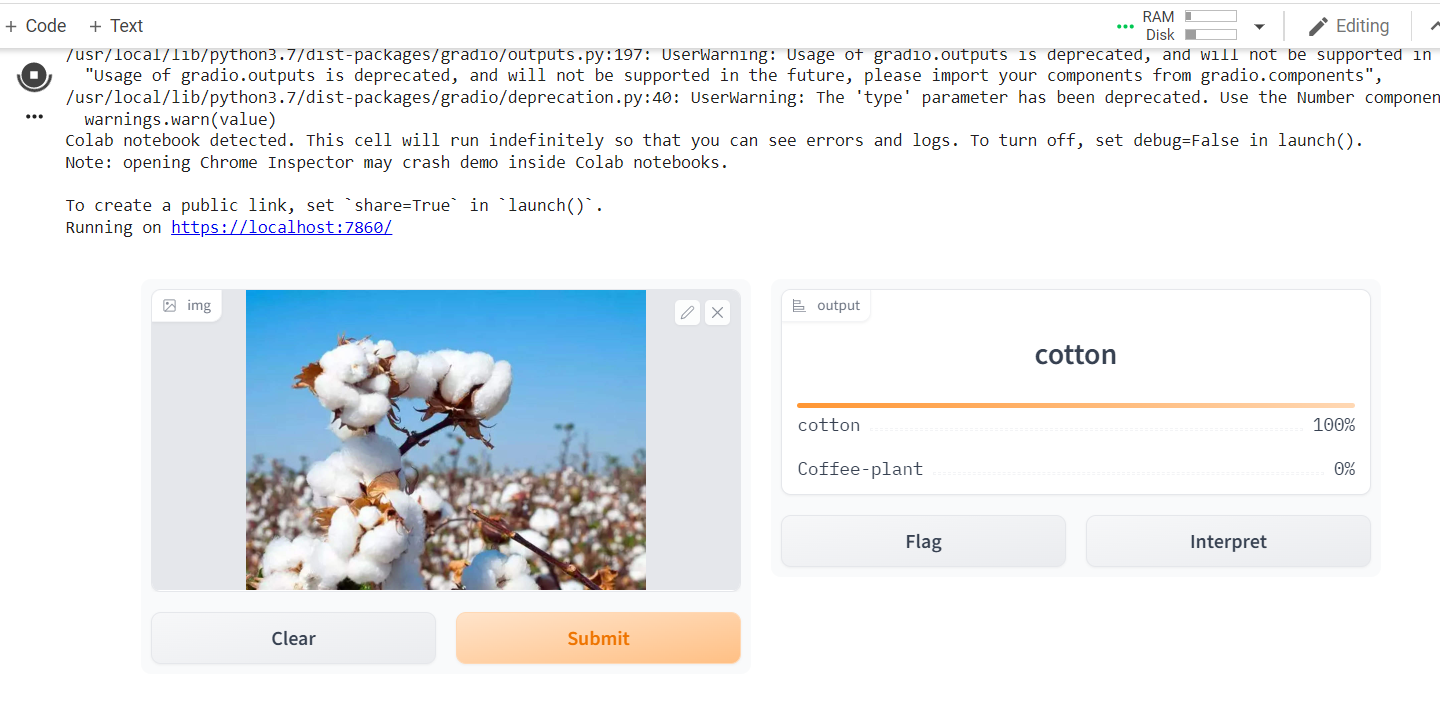 + Code + Text
RAM
Disk
Editing
/usr/local/lib/python3.7/dist-packages/gradio/outputs.py:197: UserWarning: Usage of gradio.outputs is deprecated, and will not be supported in
"Usage of gradio.outputs is deprecated, and will not be supported in the future, please import your components from gradio.components",
/usr/local/lib/python3.7/dist-packages/gradio/deprecation.py:40: UserWarning: The 'type' parameter has been deprecated. Use the Number componen
warnings.warn(value)
Colab notebook detected. This cell will run indefinitely so that you can see errors and logs. To turn off, set debug=False in launch().
Note: opening Chrome Inspector may crash demo inside Colab notebooks.
To create a public link, set `share=True` in `launch()`.
Running on https://localhost:7860/
img
output
cotton
cotton 100%
Coffee-plant 0%
Flag Interpret
Clear Submit